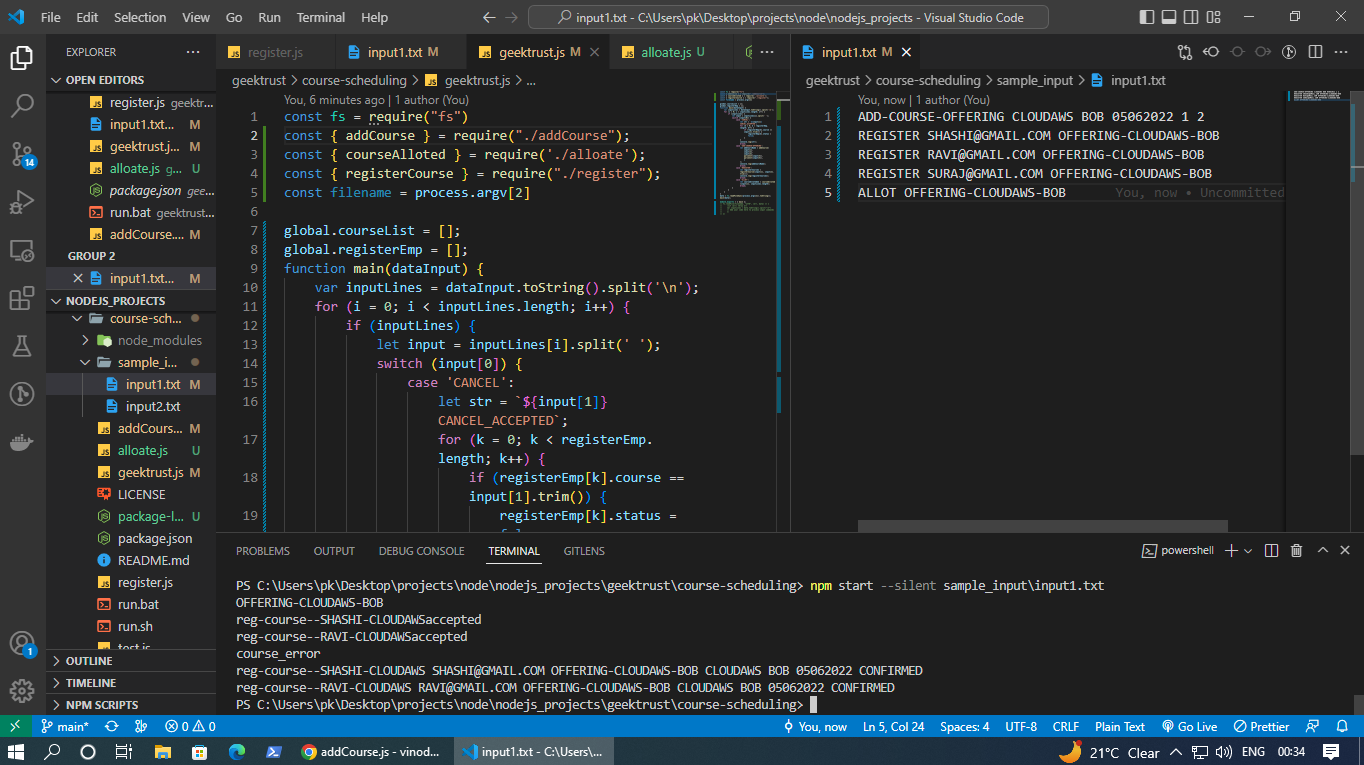 File Edit Selection View Go Run Terminal Help
input1.txt - C:\Users\pk\Desktop\projects\node\nodejs_projects - Visual Studio Code
EXPLORER
OPEN EDITORS
register.js geektr...
input1.txt... M
geektrust.j... M
alloate.js g... U
package.json gee...
run.bat geektrust...
addCourse.... M
GROUP 2
input1.txt... M
NODEJS_PROJECTS
course-sch...
node_modules
sample_i...
input1.txt M
input2.txt
addCours... M
alloate.js U
geektrust.js M
LICENSE
package-l... U
package.json
README.md
register.js
run.bat
run.sh
test.js
OUTLINE
TIMELINE
NPM SCRIPTS
14
1
register.js
input1.txt M
geektrust.js M
alloate.js U
geektrust > course-scheduling > geektrust.js > ...
You, 6 minutes ago | 1 author (You)
1 const fs = require("fs")
2 const { addCourse } = require("./addCourse");
3 const { courseAlloted } = require('./alloate');
4 const { registerCourse } = require("./register");
5 const filename = process.argv[2]
6
7 global.courseList = [];
8 global.registerEmp = [];
9 function main(dataInput) {
10 var inputLines = dataInput.toString().split('\n');
11 for (i = 0; i < inputLines.length; i++) {
12 if (inputLines) {
13 let input = inputLines[i].split(' ');
14 switch (input[0]) {
15 case 'CANCEL':
16 let str = `${input[1]}
CANCEL_ACCEPTED`;
17 for (k = 0; k < registerEmp.
length; k++) {
18 if (registerEmp[k].course ==
input[1].trim()) {
19 registerEmp[k].status =
input1.txt M
geektrust > course-scheduling > sample_input > input1.txt
You, now | 1 author (You)
1 ADD-COURSE-OFFERING CLOUDAWS BOB 05062022 1 2
2 REGISTER SHASHI@GMAIL.COM OFFERING-CLOUDAWS-BOB
3 REGISTER RAVI@GMAIL.COM OFFERING-CLOUDAWS-BOB
4 REGISTER SURAJ@GMAIL.COM OFFERING-CLOUDAWS-BOB
5 ALLOT OFFERING-CLOUDAWS-BOB You, now • Uncommitted
PROBLEMS OUTPUT DEBUG CONSOLE TERMINAL GITLENS
powershell
PS C:\Users\pk\Desktop\projects\node\nodejs_projects\geektrust\course-scheduling> npm start --silent sample_input\input1.txt
OFFERING-CLOUDAWS-BOB
reg-course--SHASHI-CLOUDAWSaccepted
reg-course--RAVI-CLOUDAWSaccepted
course_error
reg-course--SHASHI-CLOUDAWS SHASHI@GMAIL.COM OFFERING-CLOUDAWS-BOB CLOUDAWS BOB 05062022 CONFIRMED
reg-course--RAVI-CLOUDAWS RAVI@GMAIL.COM OFFERING-CLOUDAWS-BOB CLOUDAWS BOB 05062022 CONFIRMED
PS C:\Users\pk\Desktop\projects\node\nodejs_projects\geektrust\course-scheduling>
main* 0 0 You, now Ln 5, Col 24 Spaces: 4 UTF-8 CRLF Plain Text Go Live Prettier
addCourse.js - vinod... input1.txt - C:\Users\... 21°C Clear ENG 00:34